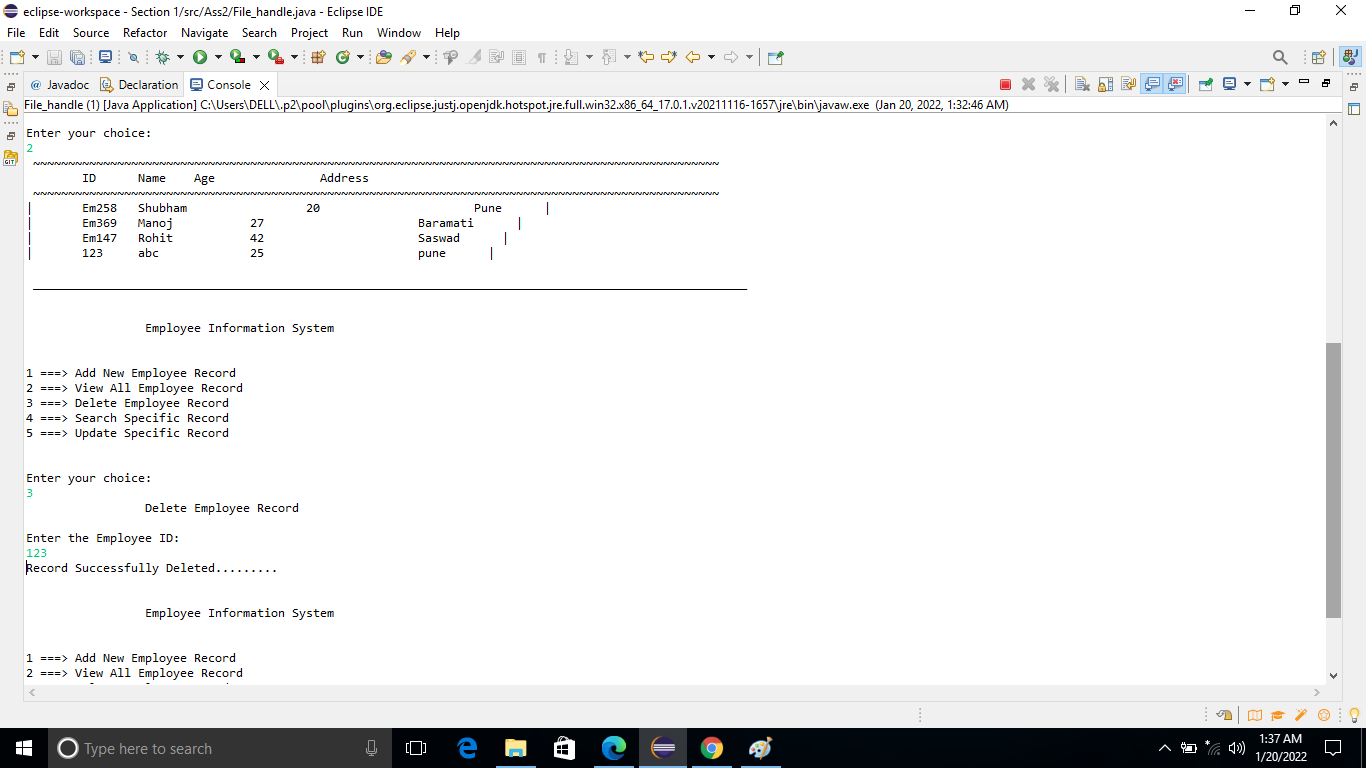 eclipse-workspace - Section 1/src/Ass2/File_handle.java - Eclipse IDE
File Edit Source Refactor Navigate Search Project Run Window Help
@ Javadoc Declaration Console
File_handle (1) [Java Application] C:\Users\DELL\.p2\pool\plugins\org.eclipse.justj.openjdk.hotspot.jre.full.win32.x86_64_17.0.1.v20211116-1657\jre\bin\javaw.exe (Jan 20, 2022, 1:32:46 AM)
Enter your choice:
2
~~~~~~~~~~~~~~~~~~~~~~~~~~~~~~~~~~~~~~~~~~~~~~~~~~~~~~~~~~~~~~~~~~~~~~~~~~~~~~~~~~~~~~~~~~~~~~~~~~
ID Name Age Address
~~~~~~~~~~~~~~~~~~~~~~~~~~~~~~~~~~~~~~~~~~~~~~~~~~~~~~~~~~~~~~~~~~~~~~~~~~~~~~~~~~~~~~~~~~~~~~~~~~
| Em258 Shubham 20 Pune |
| Em369 Manoj 27 Baramati |
| Em147 Rohit 42 Saswad |
| 123 abc 25 pune |
______________________________________________________________________________________________________
Employee Information System
1 ===> Add New Employee Record
2 ===> View All Employee Record
3 ===> Delete Employee Record
4 ===> Search Specific Record
5 ===> Update Specific Record
Enter your choice:
3
Delete Employee Record
Enter the Employee ID:
123
Record Successfully Deleted.........
Employee Information System
1 ===> Add New Employee Record
2 ===> View All Employee Record
GIT
Type here to search
1:37 AM
1/20/2022